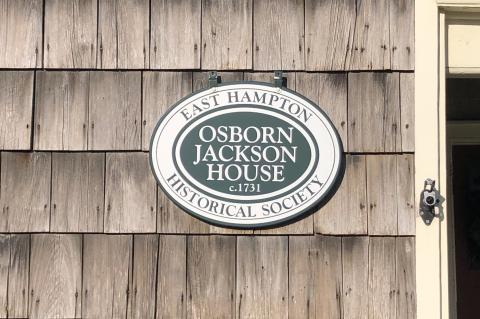 EAST HAMPTON
OSBORN
JACKSON
HOUSE
c.1731
HISTORICAL SOCIETY